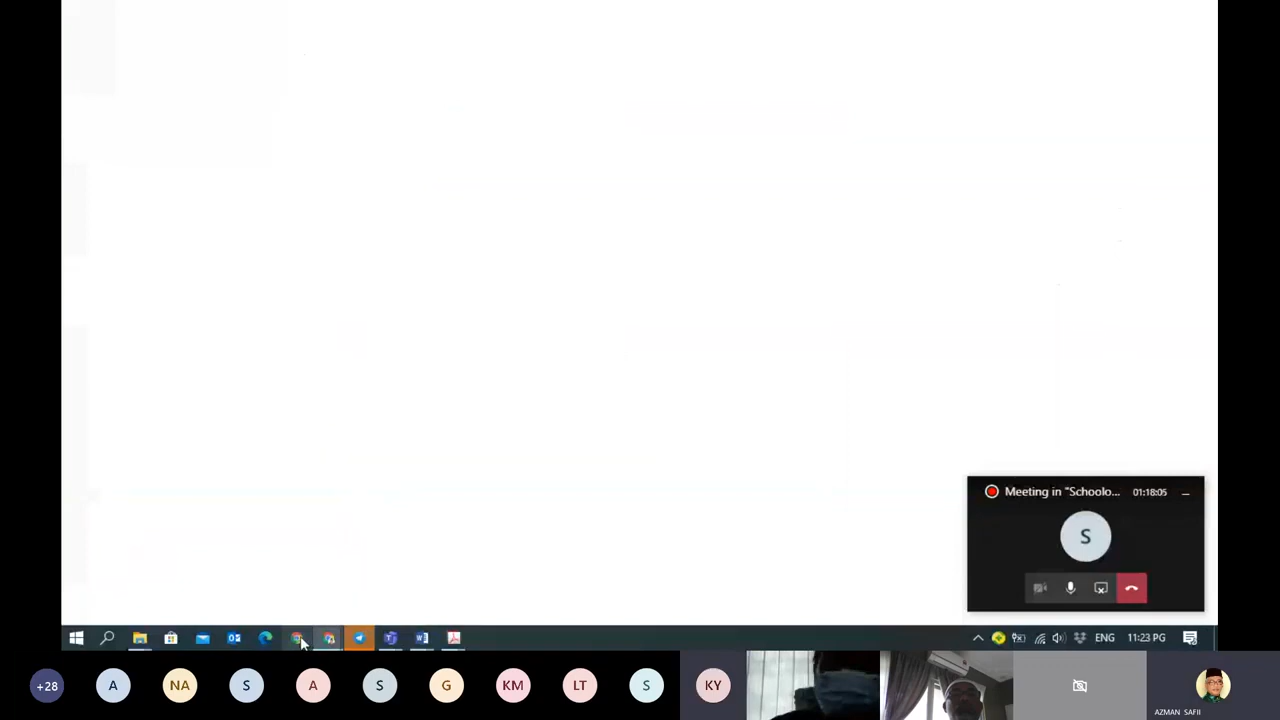 Meeting in "Schoolo... 01:18:05
S
ENG 11:23 PG
+28 A NA S A S G KM LT S KY
AZMAN SAFII